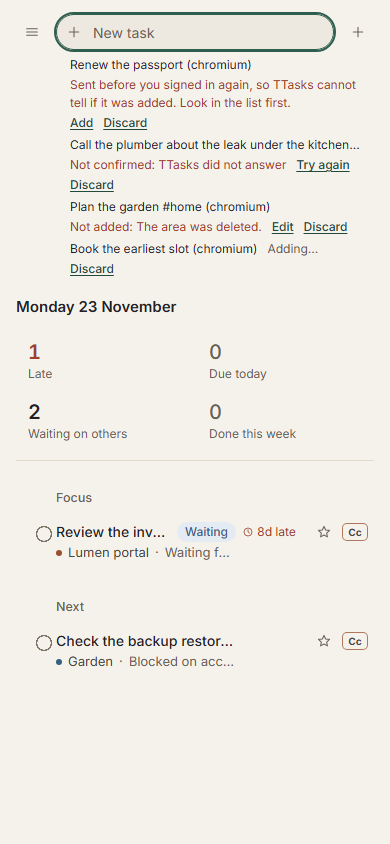 New task
Renew the passport (chromium)
Sent before you signed in again, so TTasks cannot
tell if it was added. Look in the list first.
Add Discard
Call the plumber about the leak under the kitchen...
Not confirmed: TTasks did not answer Try again
Discard
Plan the garden #home (chromium)
Not added: The area was deleted. Edit Discard
Book the earliest slot (chromium) Adding...
Discard
Monday 23 November
1 0
Late Due today
2 0
Waiting on others Done this week
Focus
Review the inv... Waiting 8d late Cc
Lumen portal · Waiting f...
Next
Check the backup restor... Cc
Garden · Blocked on acc...